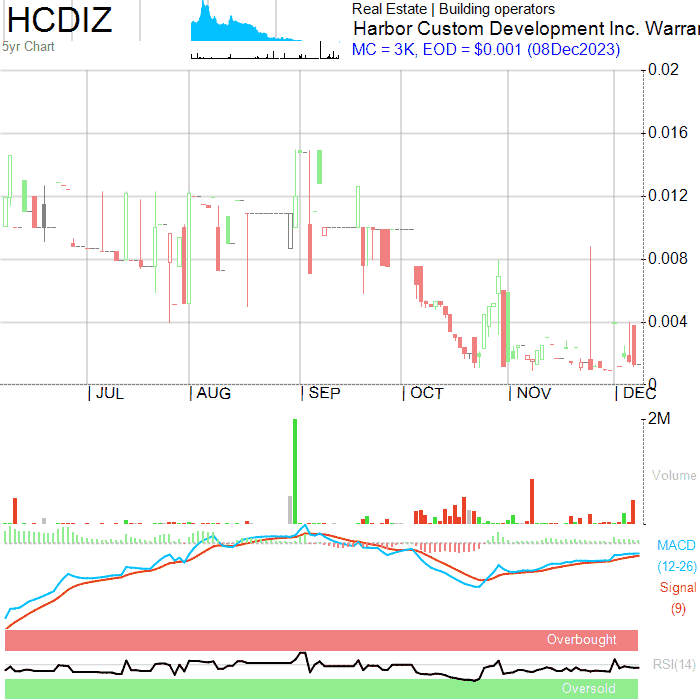 HCDIZ
5yr Chart
Real Estate | Building operators
Harbor Custom Development Inc. Warra
MC = 3K, EOD = $0.001 (08Dec2023)
0.02
0.016
0.012
0.008
0.004
0
JUL AUG SEP OCT NOV DEC
2M
Volume
MACD
(12-26)
Signal
(9)
Overbought
RSI(14)
Oversold